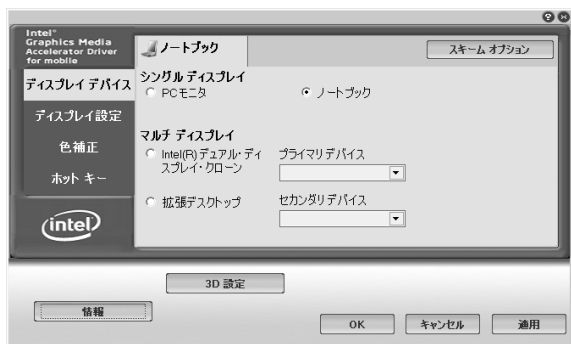 Intel®
Graphics Media
Accelerator Driver
for mobile
ノートブック
スキーム オプション
ディスプレイ デバイス
シングル ディスプレイ
PCモニタ
ノートブック
ディスプレイ設定
マルチ ディスプレイ
色補正
Intel(R) デュアル・ディ
スプレイ・クローン
プライマリ デバイス
ホット キー
拡張デスクトップ
セカンダリ デバイス
intel
3D 設定
情報
OK
キャンセル
適用